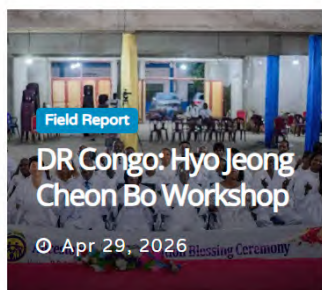 Field Report
DR Congo: Hyo Jeong
Cheon Bo Workshop
Apr 29, 2026
Blessing Ceremony